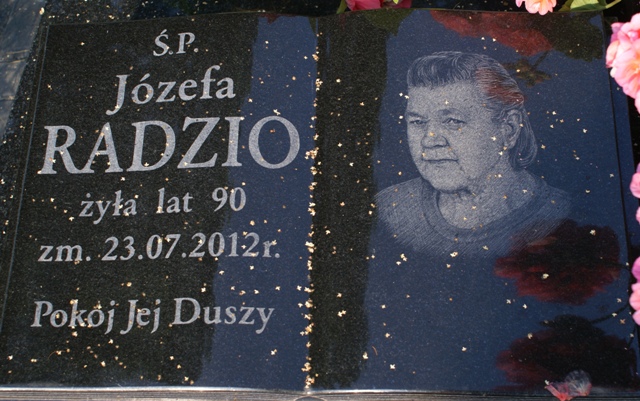 Ś.P.
Józefa
RADZIO
żyła lat 90
zm. 23.07.2012r.
Pokój Jej Duszy